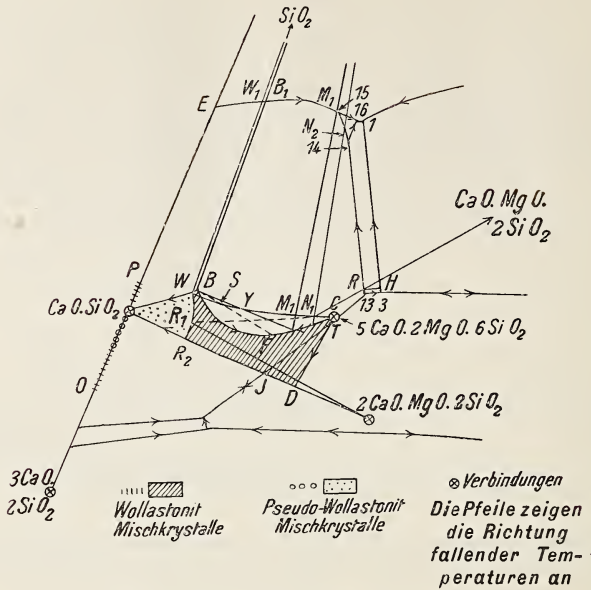 SiO₂
W₁ B₁ M₁ 15
16
E 1
N₂
14
CaO. MgO.
2SiO₂
P W B S R H
Y M₁ N₁ C 13 3
CaO.SiO₂ R₁ 5 CaO.2MgO.6SiO₂
F T
R₂
O J D 2CaO.MgO.2SiO₂
3CaO.
2SiO₂
Wollastonit
Mischkrystalle
Pseudo-Wollastonit
Mischkrystalle
Verbindungen
Die Pfeile zeigen
die Richtung
fallender Tem-
peraturen an